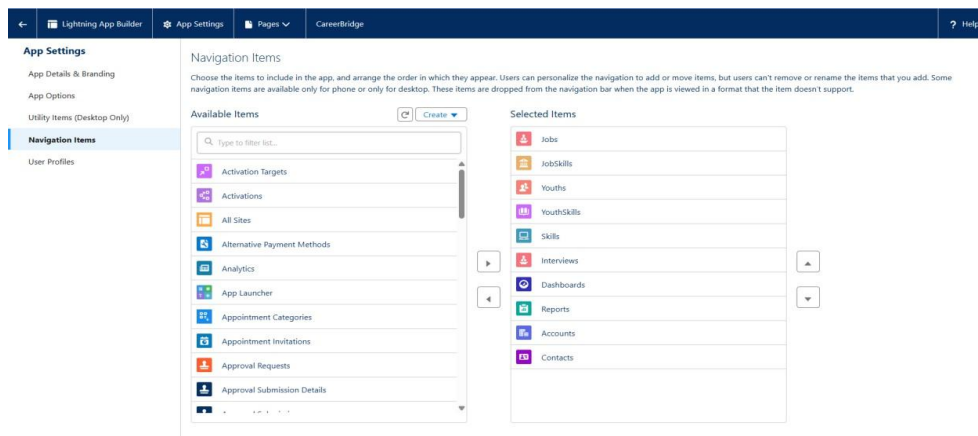 Lightning App Builder
App Settings
Pages
CareerBridge
? Help
App Settings
App Details & Branding
App Options
Utility Items (Desktop Only)
Navigation Items
User Profiles
Navigation Items
Choose the items to include in the app, and arrange the order in which they appear. Users can personalize the navigation to add or move items, but users can't remove or rename the items that you add. Some
navigation items are available only for phone or only for desktop. These items are dropped from the navigation bar when the app is viewed in a format that the item doesn't support.
Available Items
Create
Type to filter list...
Activation Targets
Activations
All Sites
Alternative Payment Methods
Analytics
App Launcher
Appointment Categories
Appointment Invitations
Approval Requests
Approval Submission Details
Selected Items
Jobs
JobSkills
Youths
YouthSkills
Skills
Interviews
Dashboards
Reports
Accounts
Contacts